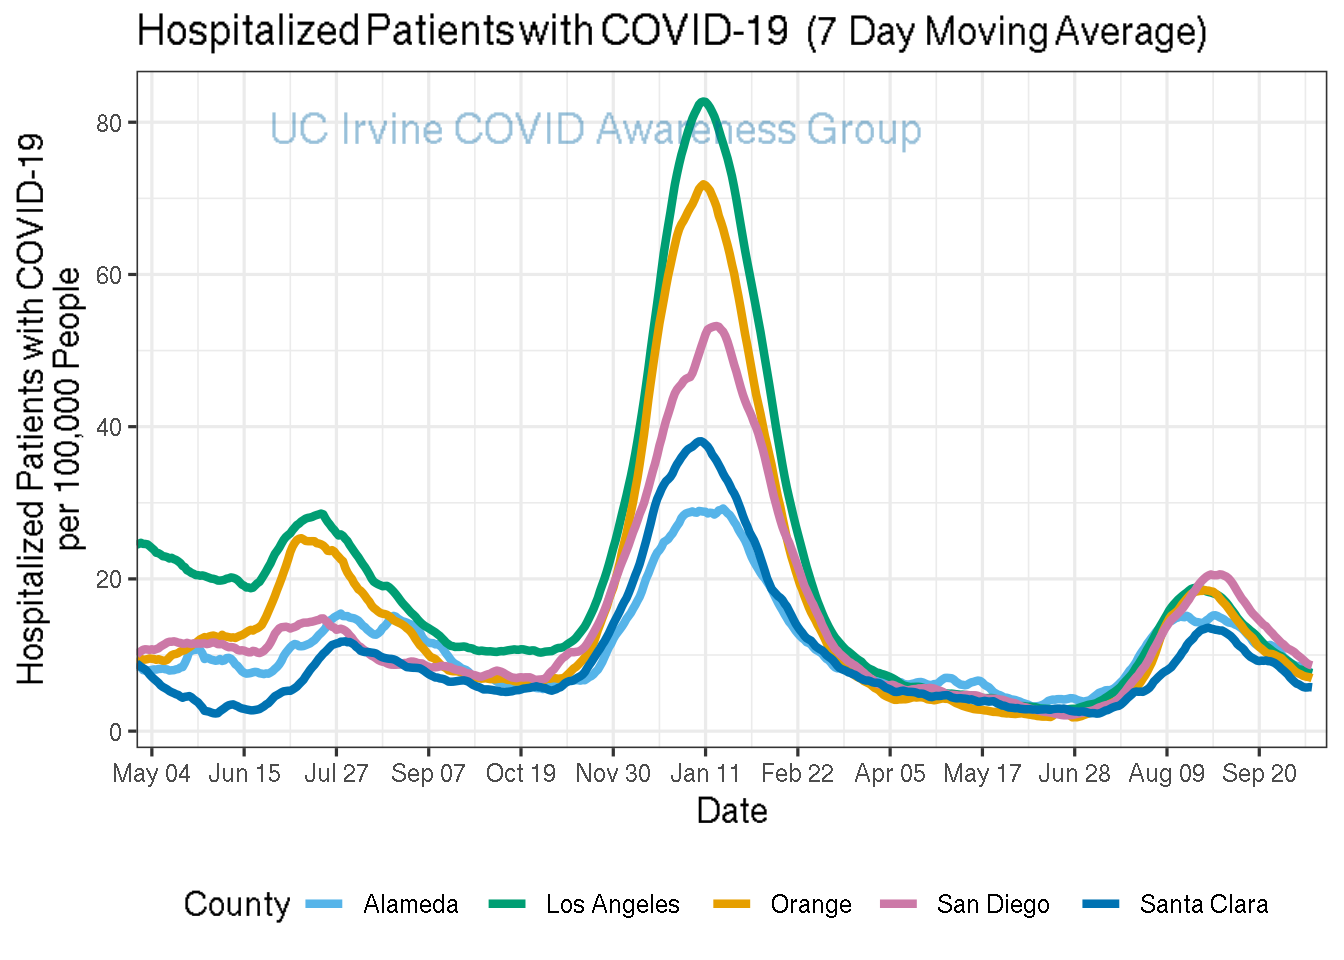 Hospitalized Patients with COVID-19 (7 Day Moving Average)
UC Irvine COVID Awareness Group
Hospitalized Patients with COVID-19
per 100,000 People
80
60
40
20
0
May 04 Jun 15 Jul 27 Sep 07 Oct 19 Nov 30 Jan 11 Feb 22 Apr 05 May 17 Jun 28 Aug 09 Sep 20
Date
County Alameda Los Angeles Orange San Diego Santa Clara